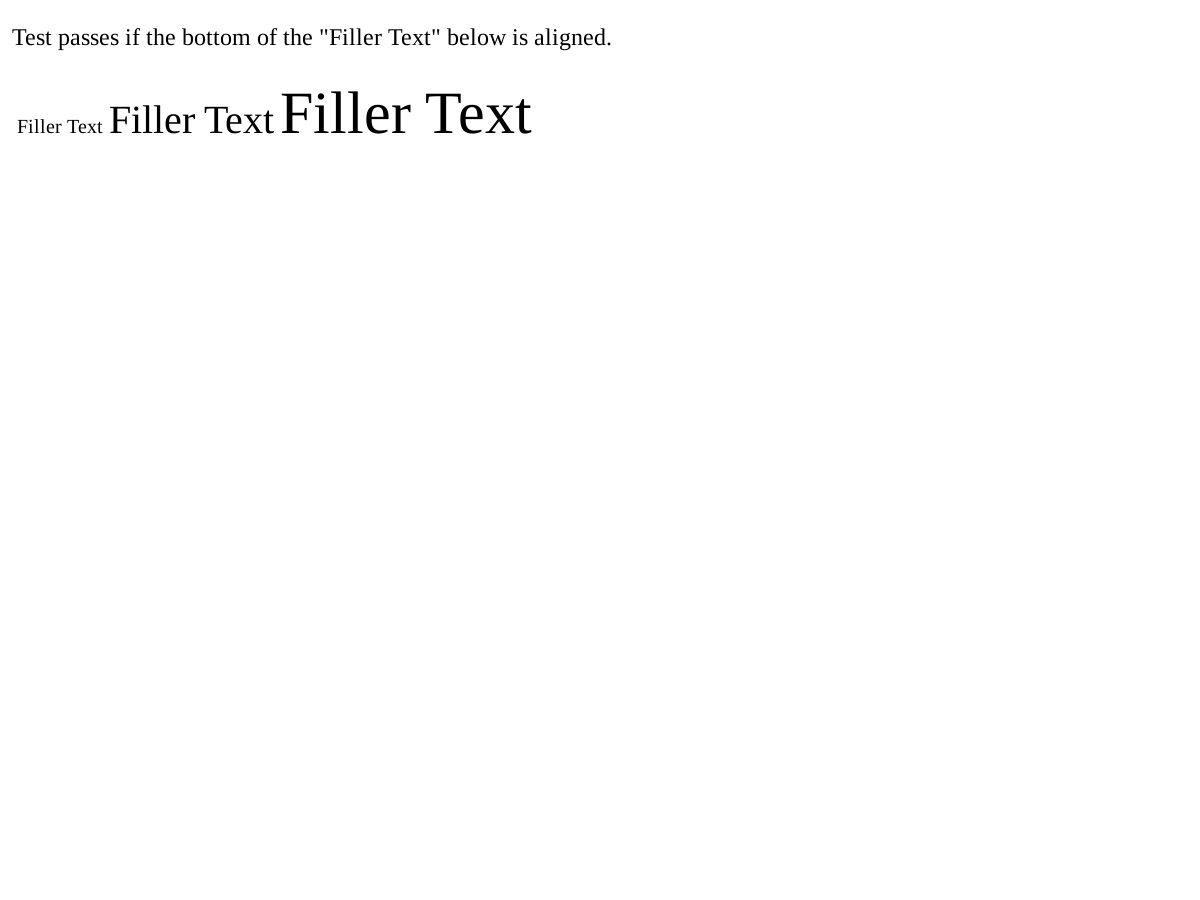 Test passes if the bottom of the "Filler Text" below is aligned.
Filler Text Filler Text Filler Text